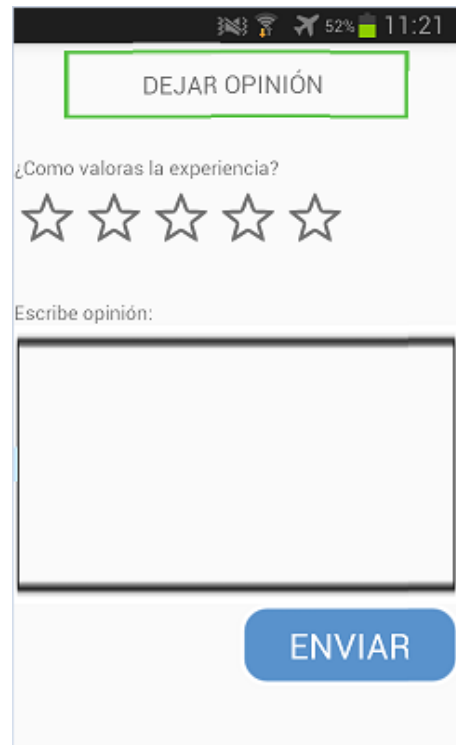 52% 11:21
DEJAR OPINIÓN
¿Como valoras la experiencia?
Escribe opinión:
ENVIAR